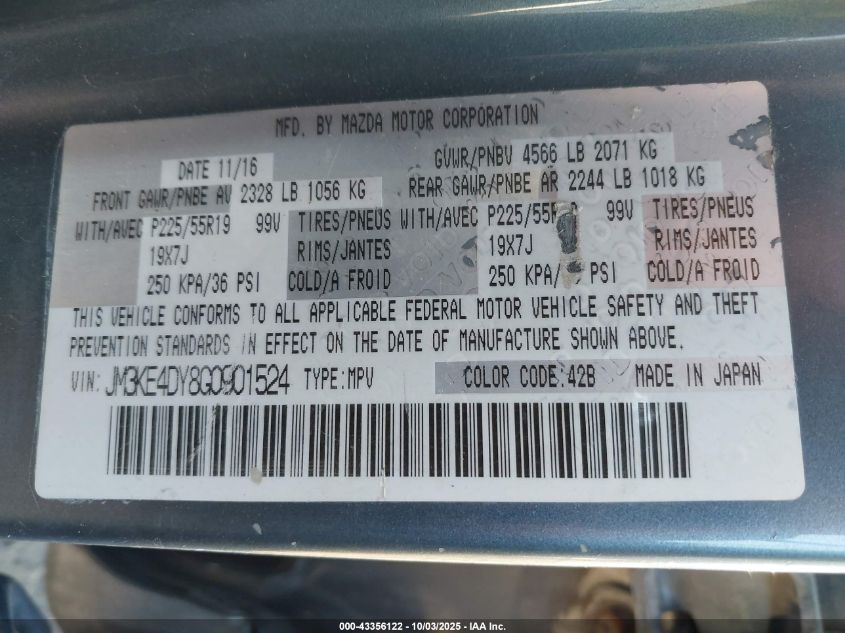 MFD. BY MAZDA MOTOR CORPORATION
DATE 11/16 GVWR/PNBV 4566 LB 2071 KG
FRONT GAWR/PNBE AV 2328 LB 1056 KG REAR GAWR/PNBE AR 2244 LB 1018 KG
WITH/AVEC P225/55R19 99V TIRES/PNEUS WITH/AVEC 99V TIRES/PNEUS
19X7J RIMS/JANTES 19X7J RIMS/JANTES
250 KPA/36 PSI COLD/A FROID 250 PSI COLD/A FROID
THIS VEHICLE CONFORMS TO ALL APPLICABLE FEDERAL MOTOR VEHICLE SAFETY AND THEFT
PREVENTION STANDARDS IN EFFECT ON THE DATE OF MANUFACTURE SHOWN ABOVE.
VIN: JM3KE4DY8G0901524 TYPE:MPV COLOR CODE:42B MADE IN JAPAN
000-43356122 - 10/03/2025 - IAA Inc.